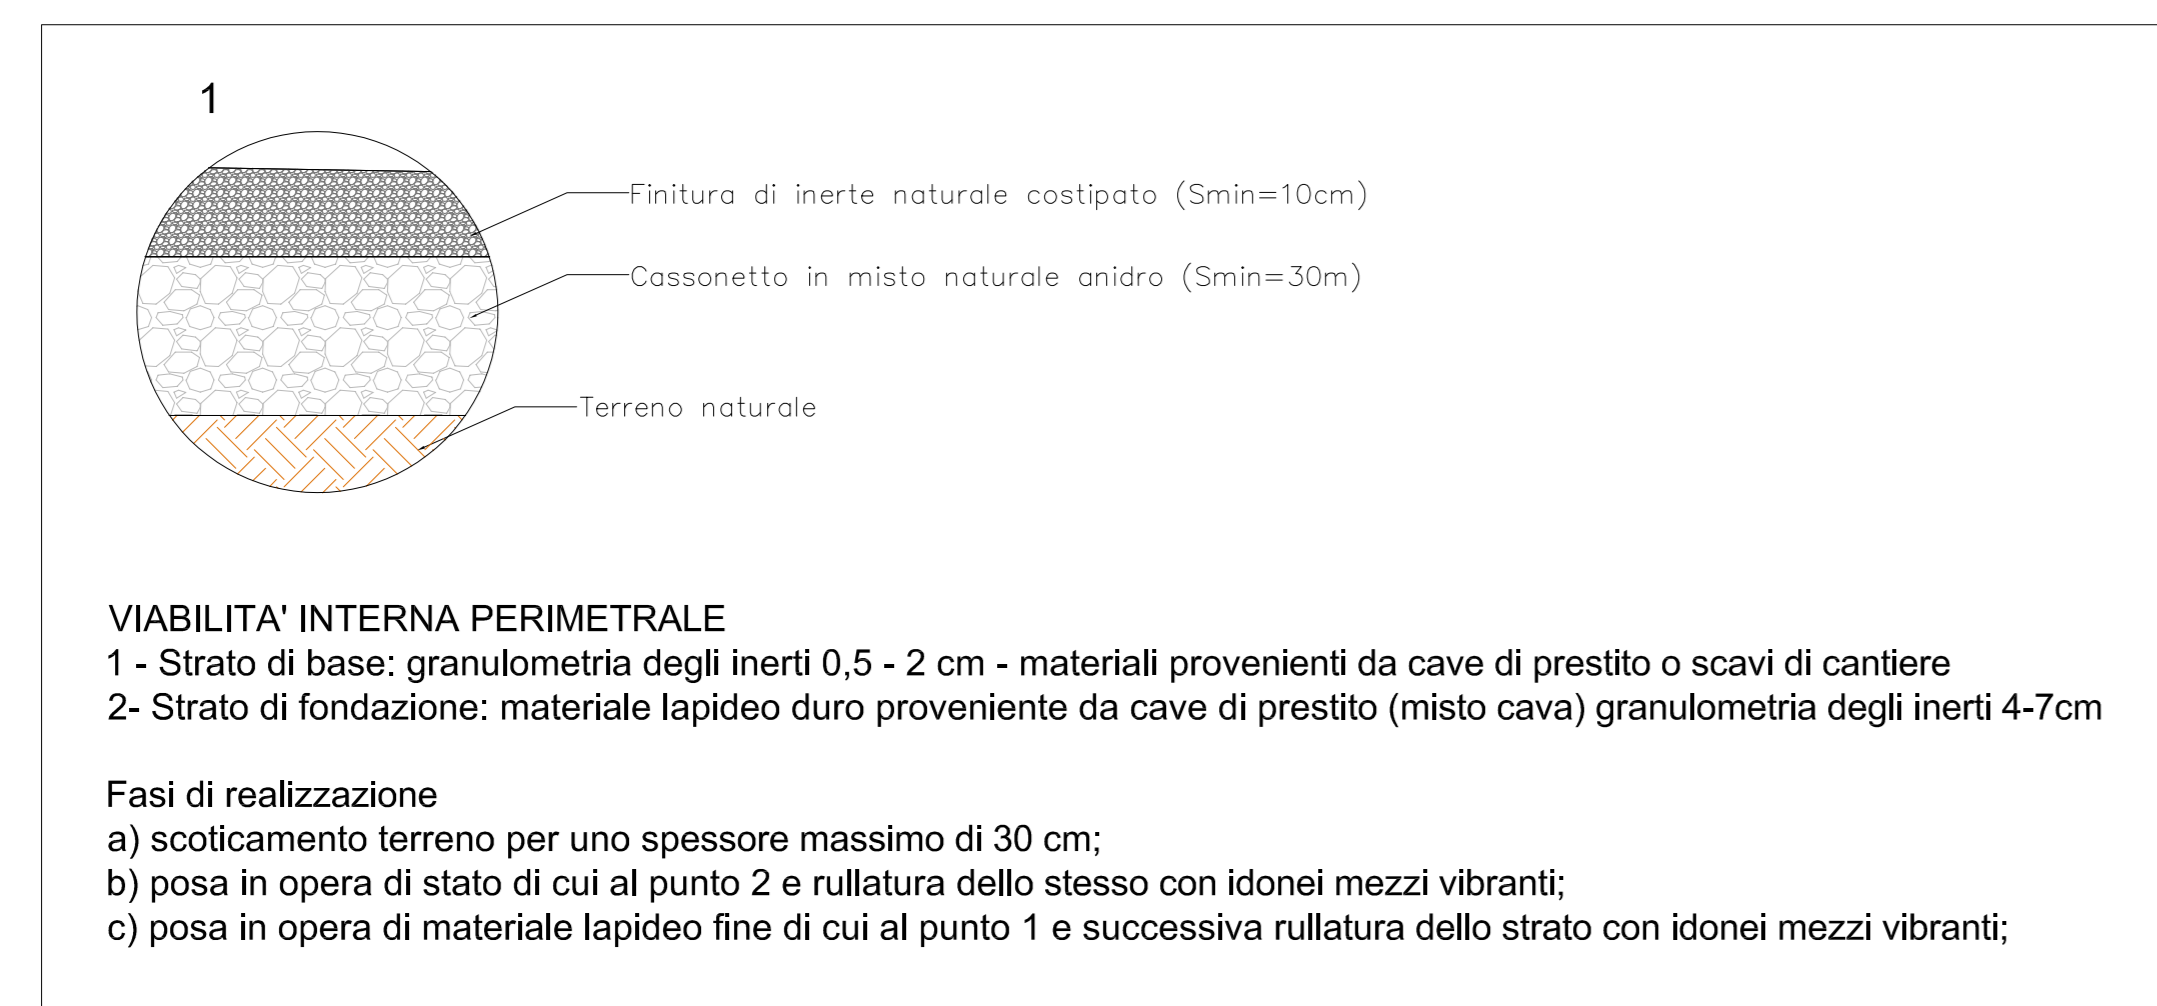 1
Finitura di inerte naturale costipato (Smin=10cm)
Cassonetto in misto naturale anidro (Smin=30m)
Terreno naturale
VIABILITA' INTERNA PERIMETRALE
1 - Strato di base: granulometria degli inerti 0,5 - 2 cm - materiali provenienti da cave di prestito o scavi di cantiere
2- Strato di fondazione: materiale lapideo duro proveniente da cave di prestito (misto cava) granulometria degli inerti 4-7cm
Fasi di realizzazione
a) scoticamento terreno per uno spessore massimo di 30 cm;
b) posa in opera di stato di cui al punto 2 e rullatura dello stesso con idonei mezzi vibranti;
c) posa in opera di materiale lapideo fine di cui al punto 1 e successiva rullatura dello strato con idonei mezzi vibranti;